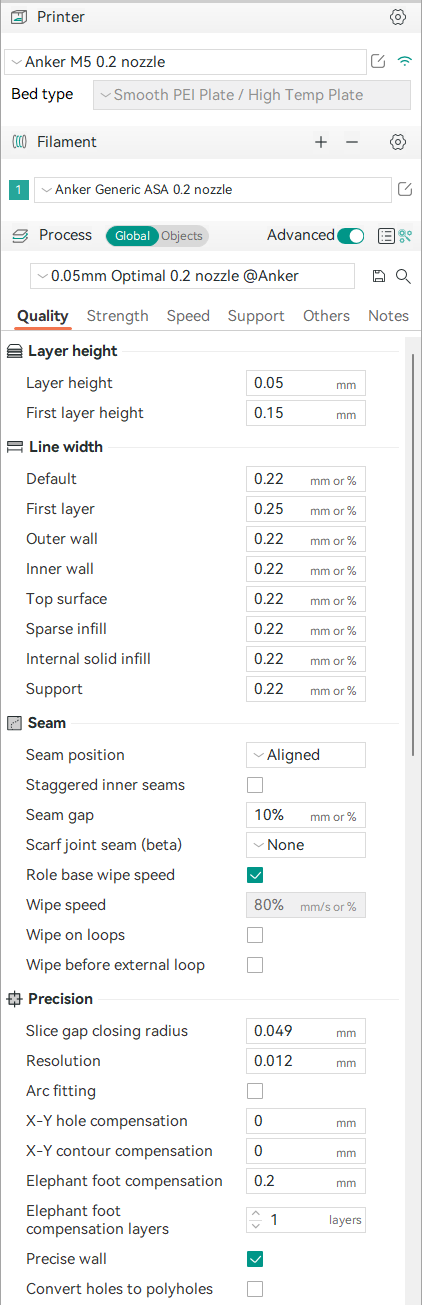 Printer
Anker M5 0.2 nozzle
Bed type Smooth PEI Plate / High Temp Plate
Filament
1 Anker Generic ASA 0.2 nozzle
Process Global Objects Advanced
0.05mm Optimal 0.2 nozzle @Anker
Quality Strength Speed Support Others Notes
Layer height
Layer height 0.05 mm
First layer height 0.15 mm
Line width
Default 0.22 mm or %
First layer 0.25 mm or %
Outer wall 0.22 mm or %
Inner wall 0.22 mm or %
Top surface 0.22 mm or %
Sparse infill 0.22 mm or %
Internal solid infill 0.22 mm or %
Support 0.22 mm or %
Seam
Seam position Aligned
Staggered inner seams
Seam gap 10% mm or %
Scarf joint seam (beta) None
Role base wipe speed
Wipe speed 80% mm/s or %
Wipe on loops
Wipe before external loop
Precision
Slice gap closing radius 0.049 mm
Resolution 0.012 mm
Arc fitting
X-Y hole compensation 0 mm
X-Y contour compensation 0 mm
Elephant foot compensation 0.2 mm
Elephant foot
compensation layers 1 layers
Precise wall
Convert holes to polyholes